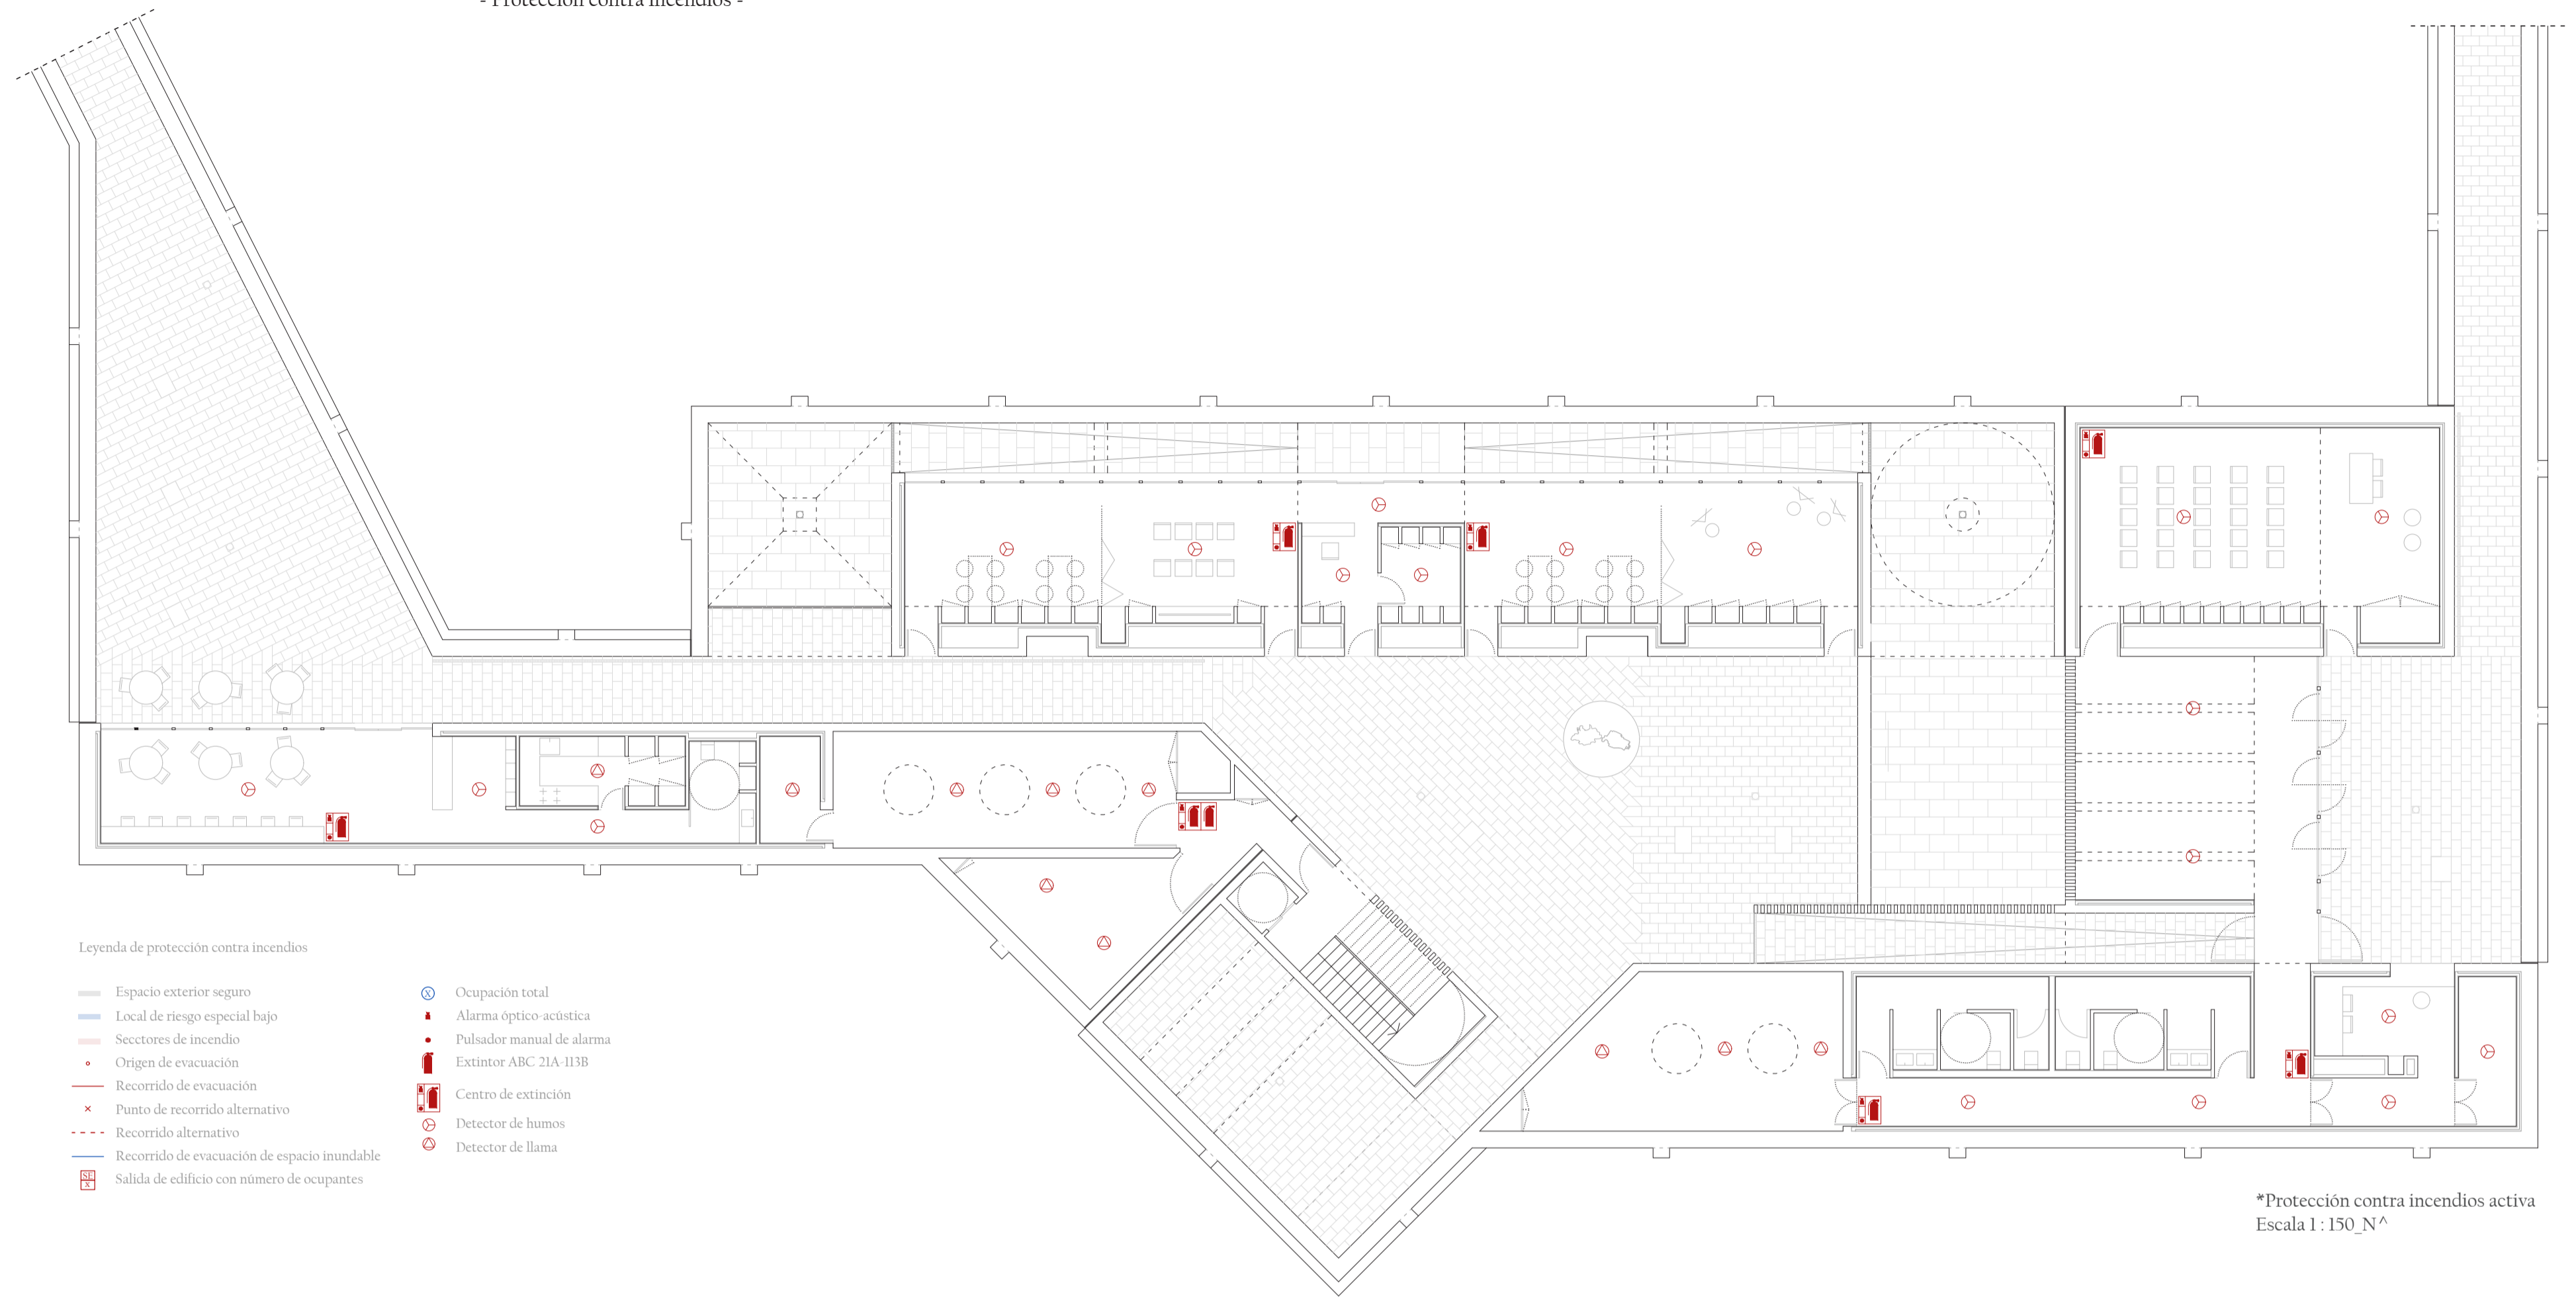 - Protección contra incendios -
Leyenda de protección contra incendios
Espacio exterior seguro
Local de riesgo especial bajo
Secctores de incendio
Origen de evacuación
Recorrido de evacuación
Punto de recorrido alternativo
Recorrido alternativo
Recorrido de evacuación de espacio inundable
SE
x
Salida de edificio con número de ocupantes
X
Ocupación total
Alarma óptico-acústica
Pulsador manual de alarma
Extintor ABC 21A-113B
Centro de extinción
Detector de humos
Detector de llama
*Protección contra incendios activa
Escala 1 : 150_N^